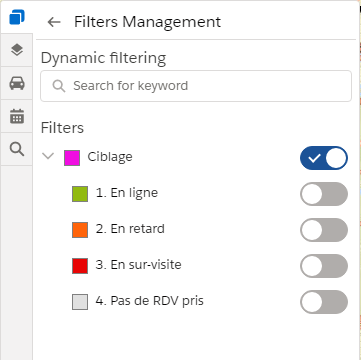 Filters Management
Dynamic filtering
Search for keyword
Filters
Ciblage
1. En ligne
2. En retard
3. En sur-visite
4. Pas de RDV pris